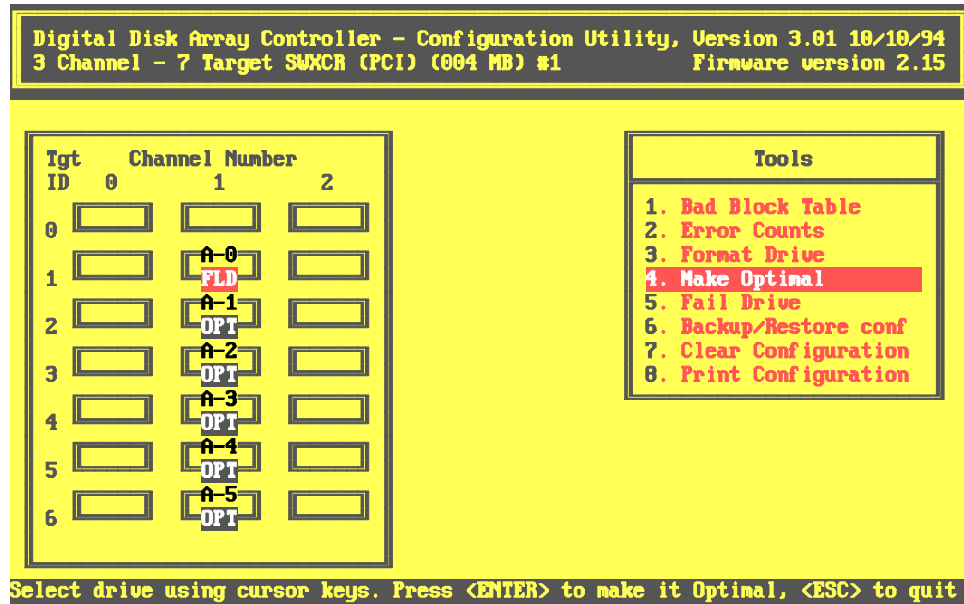 Digital Disk Array Controller - Configuration Utility, Version 3.01 10/10/94
3 Channel - 7 Target SWXCR (PCI) (004 MB) #1 Firmware version 2.15
Tgt Channel Number
ID 0 1 2
0
A-0
1 FLD
A-1
2 OPT
A-2
3 OPT
A-3
4 OPT
A-4
5 OPT
A-5
6 OPT
Tools
1. Bad Block Table
2. Error Counts
3. Format Drive
4. Make Optimal
5. Fail Drive
6. Backup/Restore conf
7. Clear Configuration
8. Print Configuration
Select drive using cursor keys. Press <ENTER> to make it Optimal, <ESC> to quit